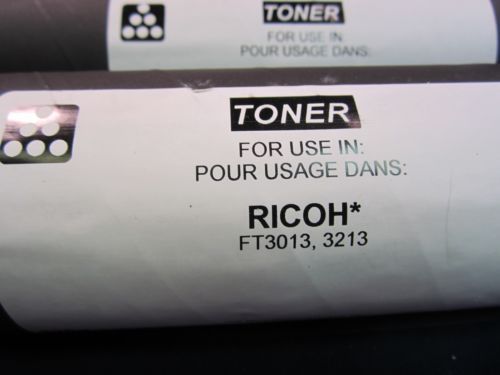 TONER
FOR USE IN
POUR USAGE DANS:
TONER
FOR USE IN:
POUR USAGE DANS:
RICOH*
FT3013, 3213